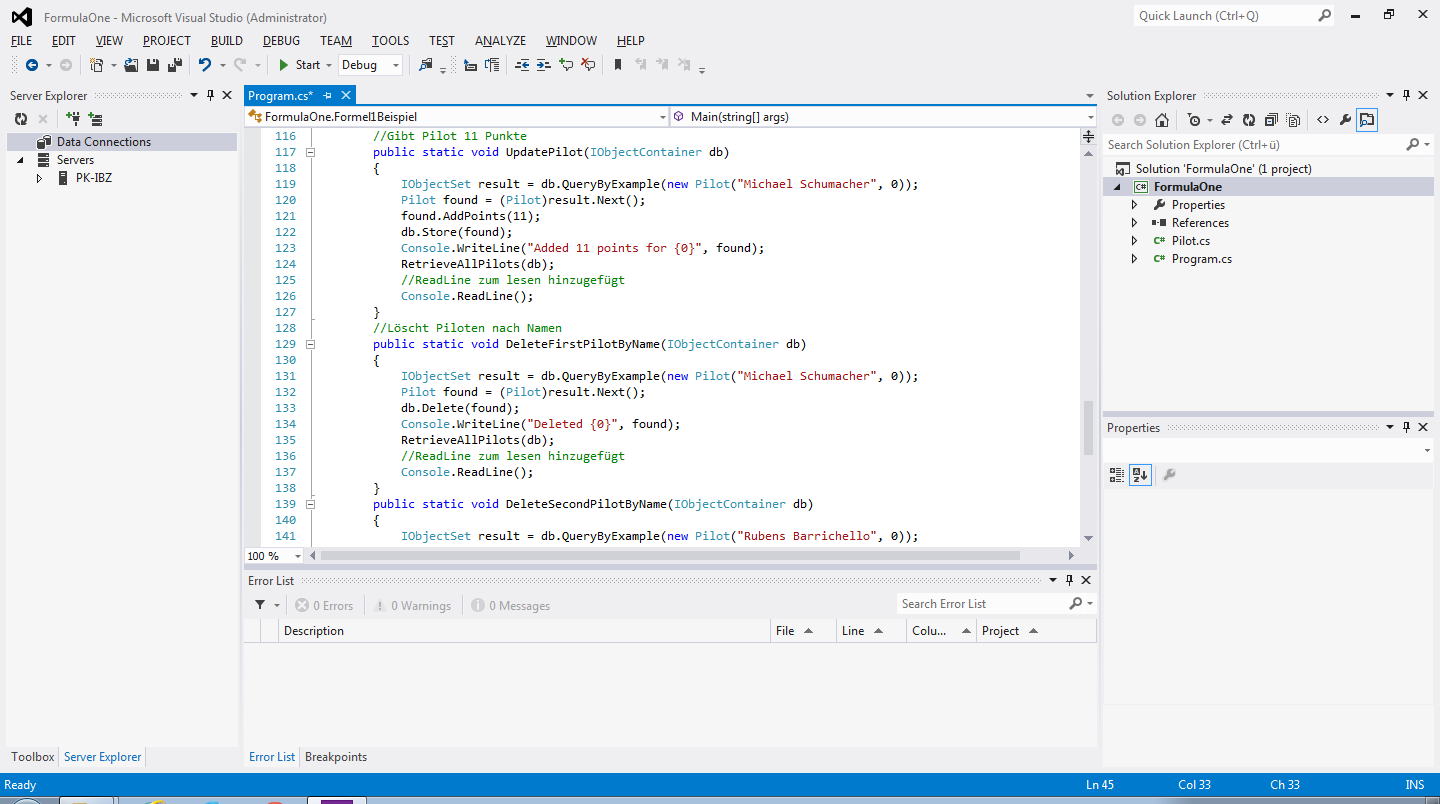 FormulaOne - Microsoft Visual Studio (Administrator)
Quick Launch (Ctrl+Q)
FILE EDIT VIEW PROJECT BUILD DEBUG TEAM TOOLS TEST ANALYZE WINDOW HELP
Start Debug
Server Explorer
Data Connections
Servers
PK-IBZ
Toolbox Server Explorer
Program.cs*
FormulaOne.Formel1Beispiel
Main(string[] args)
116 //Gibt Pilot 11 Punkte
117 public static void UpdatePilot(IObjectContainer db)
118 {
119 IObjectSet result = db.QueryByExample(new Pilot("Michael Schumacher", 0));
120 Pilot found = (Pilot)result.Next();
121 found.AddPoints(11);
122 db.Store(found);
123 Console.WriteLine("Added 11 points for {0}", found);
124 RetrieveAllPilots(db);
125 //ReadLine zum lesen hinzugefügt
126 Console.ReadLine();
127 }
128 //Löscht Piloten nach Namen
129 public static void DeleteFirstPilotByName(IObjectContainer db)
130 {
131 IObjectSet result = db.QueryByExample(new Pilot("Michael Schumacher", 0));
132 Pilot found = (Pilot)result.Next();
133 db.Delete(found);
134 Console.WriteLine("Deleted {0}", found);
135 RetrieveAllPilots(db);
136 //ReadLine zum lesen hinzugefügt
137 Console.ReadLine();
138 }
139 public static void DeleteSecondPilotByName(IObjectContainer db)
140 {
141 IObjectSet result = db.QueryByExample(new Pilot("Rubens Barrichello", 0));
100 %
Error List
0 Errors 0 Warnings 0 Messages
Search Error List
Description File Line Colu... Project
Error List Breakpoints
Solution Explorer
Search Solution Explorer (Ctrl+ü)
Solution 'FormulaOne' (1 project)
C# FormulaOne
Properties
References
C# Pilot.cs
C# Program.cs
Properties
Ready Ln 45 Col 33 Ch 33 INS